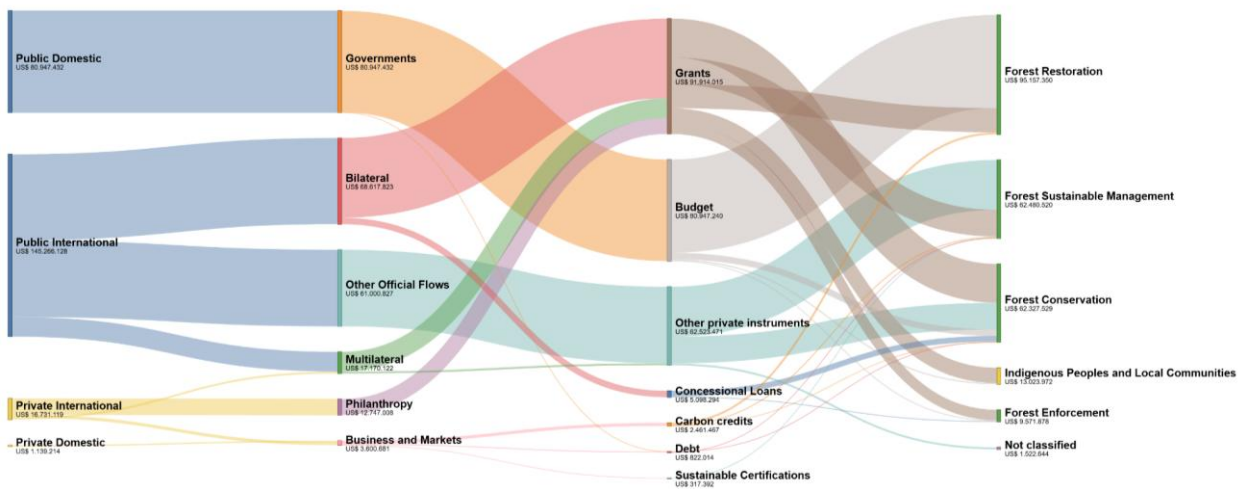 Public Domestic
US$ 80.947.432
Public International
US$ 145.266.128
Private International
US$ 16.731.119
Private Domestic
US$ 1.139.214
Governments
US$ 80.947.432
Bilateral
US$ 68.617.823
Other Official Flows
US$ 61.000.827
Multilateral
US$ 17.170.122
Philanthropy
US$ 12.747.008
Business and Markets
US$ 3.600.681
Grants
US$ 91.914.015
Budget
US$ 80.947.240
Other private instruments
US$ 62.523.471
Concessional Loans
US$ 5.098.294
Carbon credits
US$ 2.461.467
Debt
US$ 822.014
Sustainable Certifications
US$ 317.392
Forest Restoration
US$ 95.157.350
Forest Sustainable Management
US$ 62.480.520
Forest Conservation
US$ 62.327.529
Indigenous Peoples and Local Communities
US$ 13.023.972
Forest Enforcement
US$ 9.571.878
Not classified
US$ 1.522.644